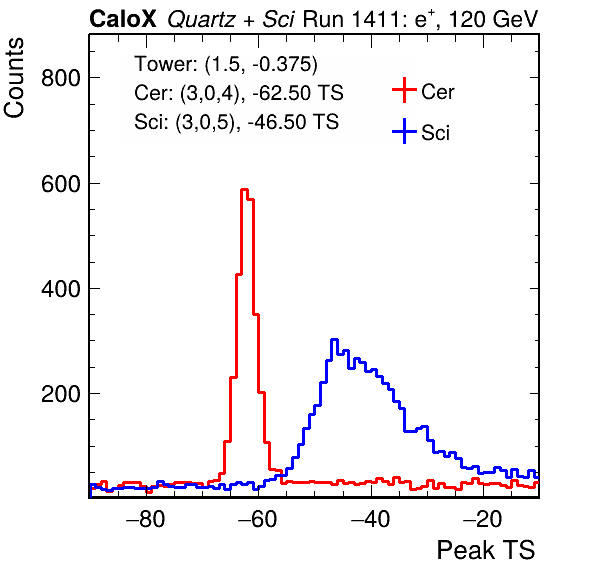 CaloX Quartz + Sci Run 1411: e+, 120 GeV
Counts
Tower: (1.5, -0.375)
Cer: (3,0,4), -62.50 TS
Sci: (3,0,5), -46.50 TS
Cer
Sci
800
600
400
200
−80 −60 −40 −20
Peak TS